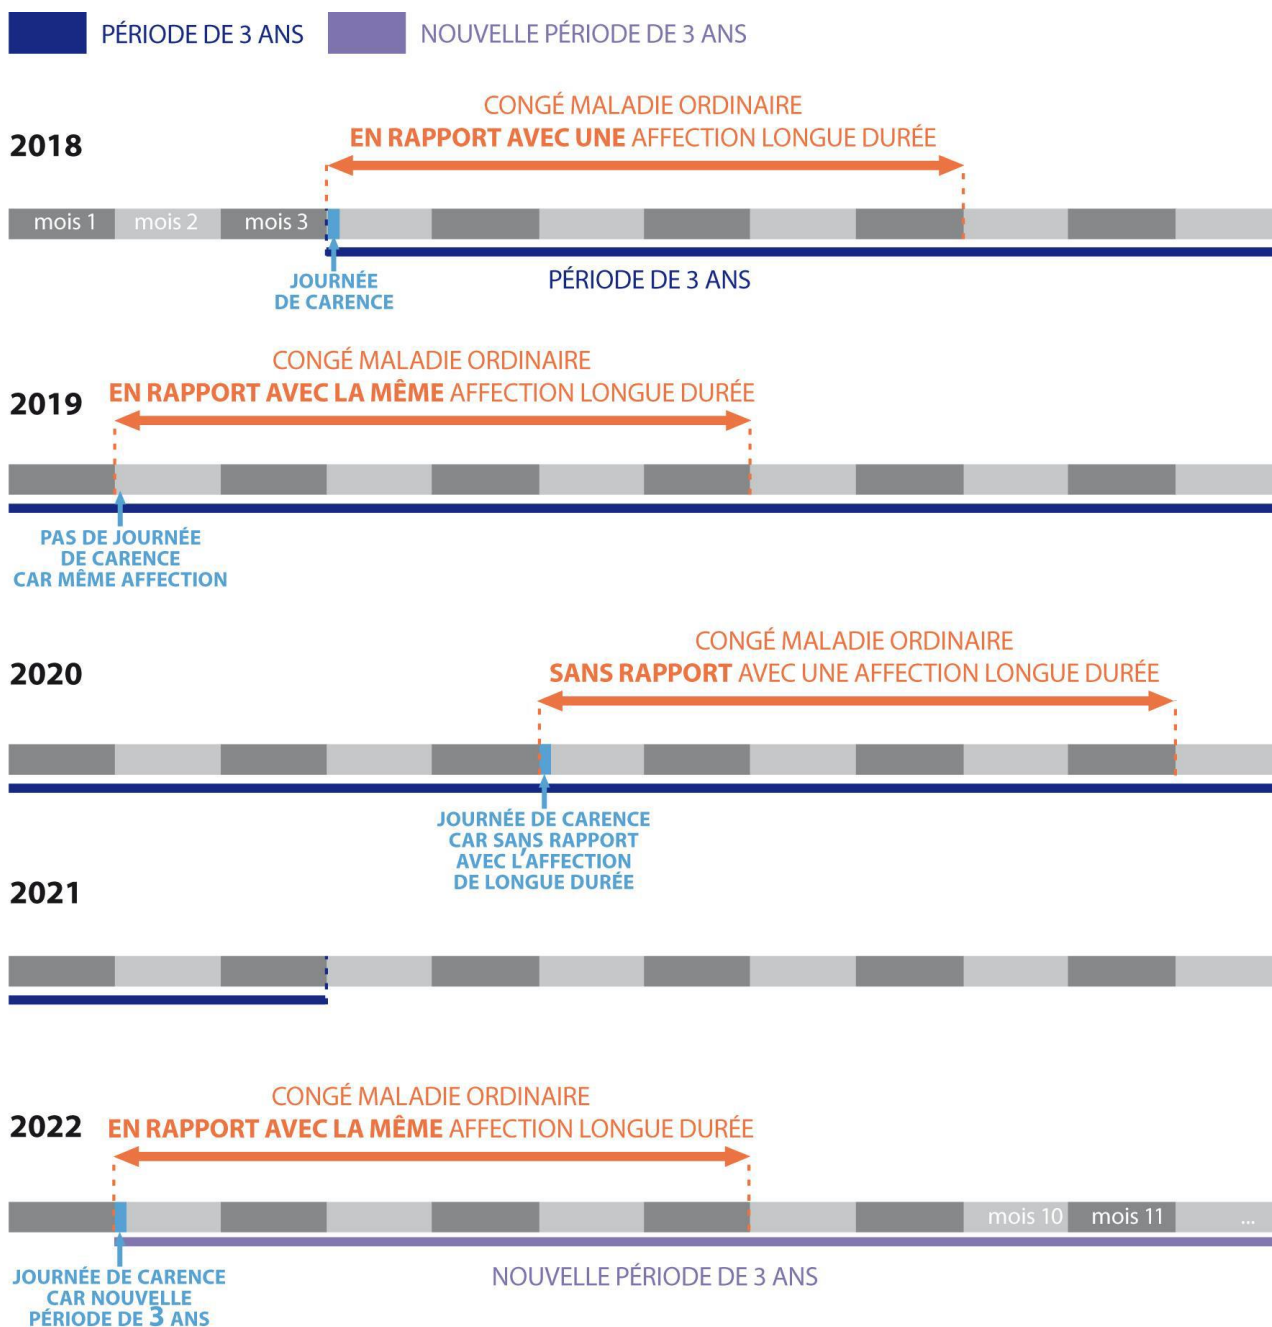 PÉRIODE DE 3 ANS
NOUVELLE PÉRIODE DE 3 ANS
2018
CONGÉ MALADIE ORDINAIRE
EN RAPPORT AVEC UNE AFFECTION LONGUE DURÉE
mois 1
mois 2
mois 3
JOURNÉE
DE CARENCE
PÉRIODE DE 3 ANS
2019
CONGÉ MALADIE ORDINAIRE
EN RAPPORT AVEC LA MÊME AFFECTION LONGUE DURÉE
PAS DE JOURNÉE
DE CARENCE
CAR MÊME AFFECTION
2020
CONGÉ MALADIE ORDINAIRE
SANS RAPPORT AVEC UNE AFFECTION LONGUE DURÉE
JOURNÉE DE CARENCE
CAR SANS RAPPORT
AVEC L'AFFECTION
DE LONGUE DURÉE
2021
2022
CONGÉ MALADIE ORDINAIRE
EN RAPPORT AVEC LA MÊME AFFECTION LONGUE DURÉE
mois 10
mois 11
...
JOURNÉE DE CARENCE
CAR NOUVELLE
PÉRIODE DE 3 ANS
NOUVELLE PÉRIODE DE 3 ANS